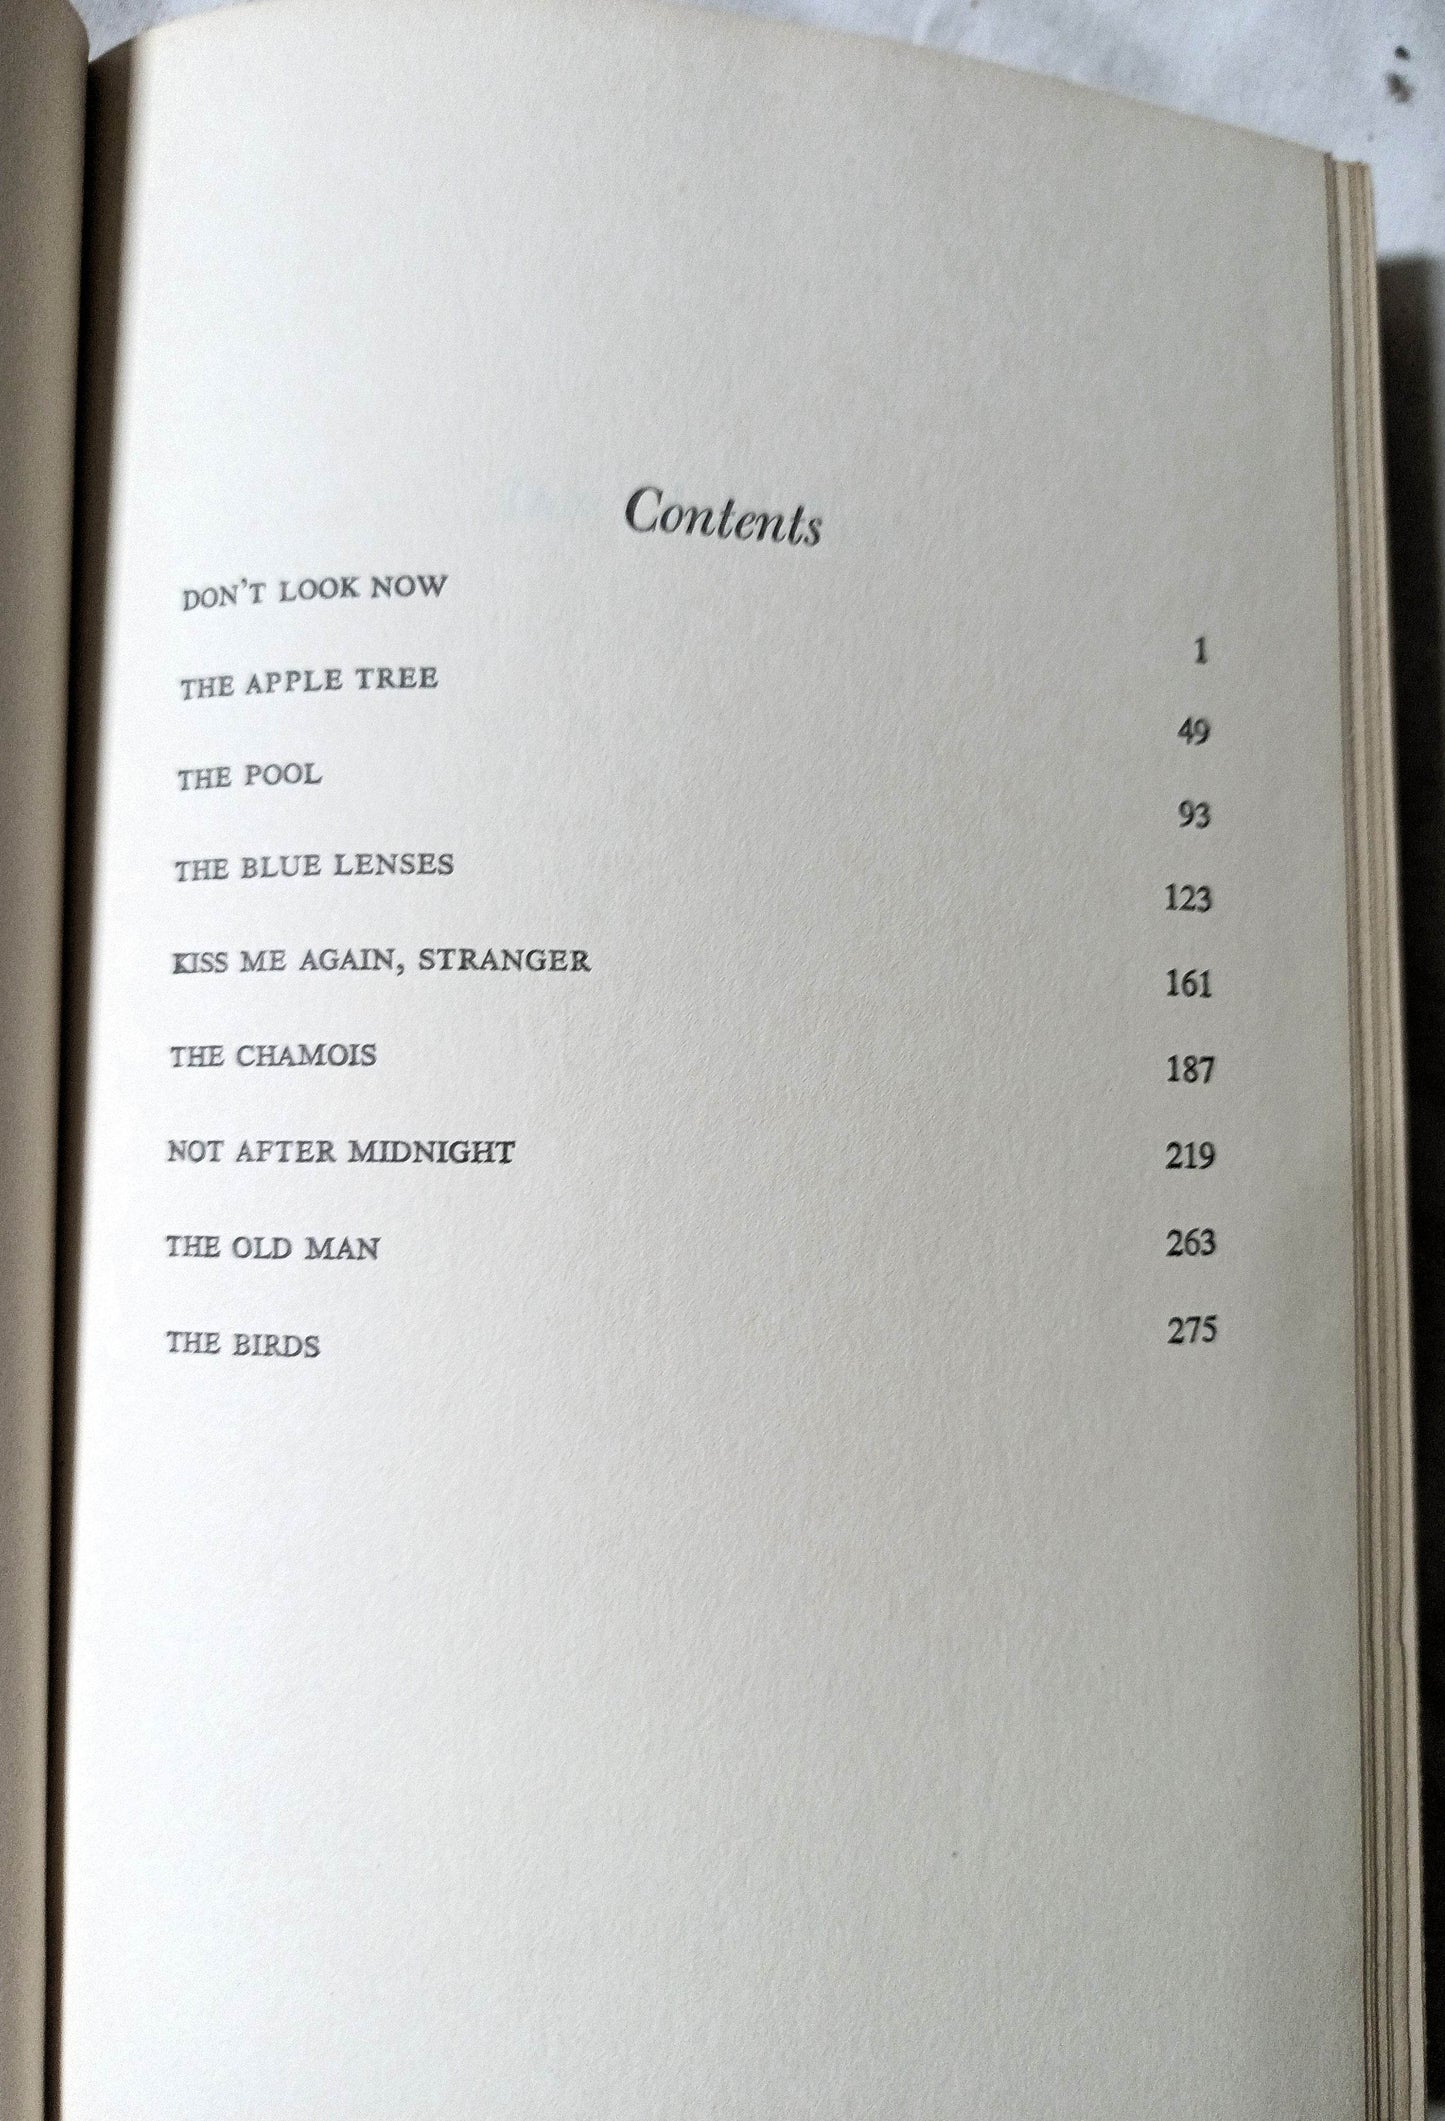 Contents
DON'T LOOK NOW 1
THE APPLE TREE 49
THE POOL 93
THE BLUE LENSES 123
KISS ME AGAIN, STRANGER 161
THE CHAMOIS 187
NOT AFTER MIDNIGHT 219
THE OLD MAN 263
THE BIRDS 275